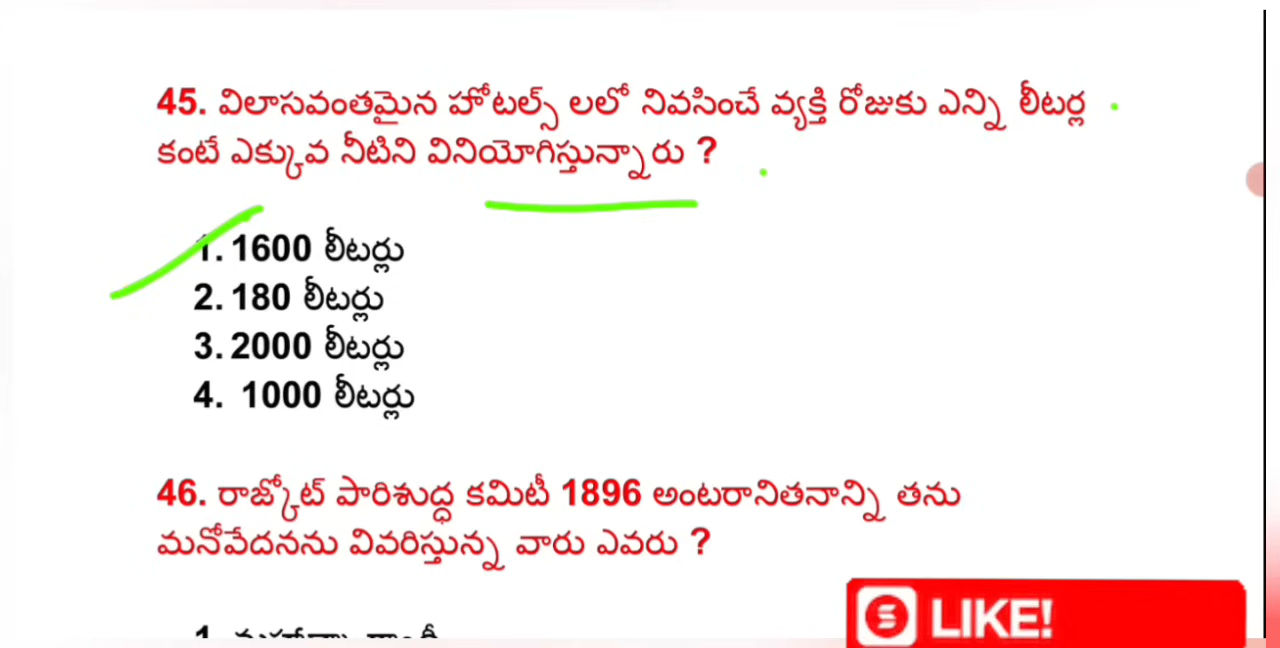 45. విలాసవంతమైన హోటల్స్ లలో నివసించే వ్యక్తి రోజుకు ఎన్ని లీటర్ల
కంటే ఎక్కువ నీటిని వినియోగిస్తున్నారు ?
1. 1600 లీటర్లు
2. 180 లీటర్లు
3. 2000 లీటర్లు
4. 1000 లీటర్లు
46. రాజ్కోట్ పారిశుద్ధ కమిటీ 1896 అంటరానితనాన్ని తను
మనోవేదనను వివరిస్తున్న వారు ఎవరు ?
1.
LIKE!